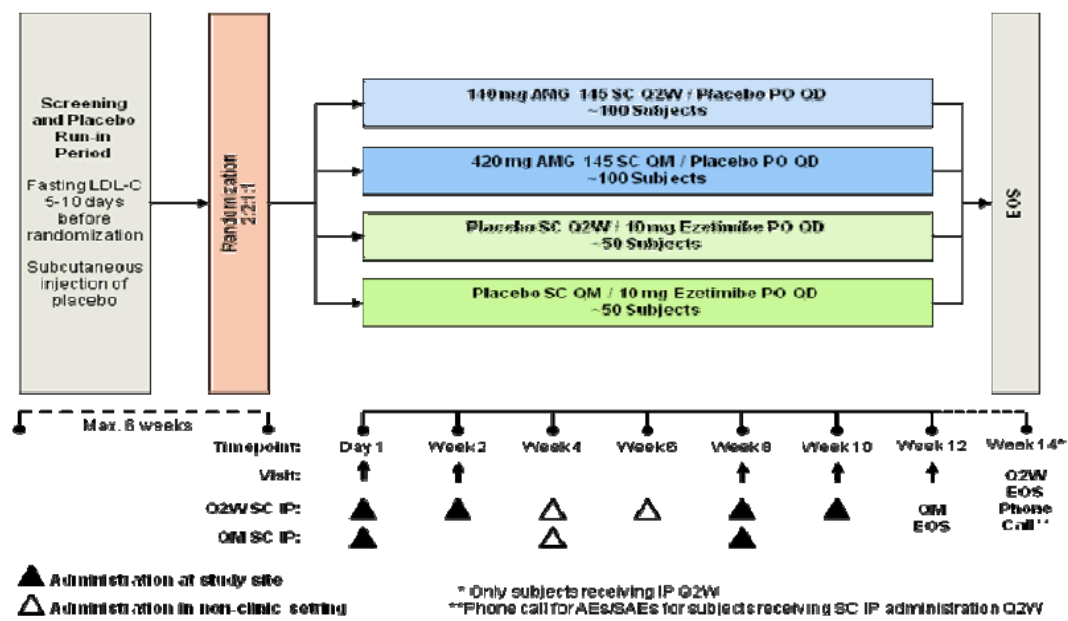 Screening
and Placebo
Run-in
Period
Fasting LDL-C
5-10 days
before
randomization
Subcutaneous
injection of
placebo
Randomization
2:2:1:1
140 mg AMG 145 SC Q2W / Placebo PO QD
~100 Subjects
420 mg AMG 145 SC QM / Placebo PO QD
~100 Subjects
Placebo SC Q2W / 10 mg Ezetimibe PO QD
~50 Subjects
Placebo SC QM / 10 mg Ezetimibe PO QD
~50 Subjects
EOS
Max. 6 weeks
Timepoint: Day 1 Week 2 Week 4 Week 6 Week 8 Week 10 Week 12 Week 14*
Visit:
Q2W SC IP:
QM SC IP:
QM
EOS
Q2W
EOS
Phone
Call**
Administration at study site
Administration in non-clinic setting
* Only subjects receiving IP Q2W
**Phone call for AEs/SAEs for subjects receiving SC IP administration Q2W